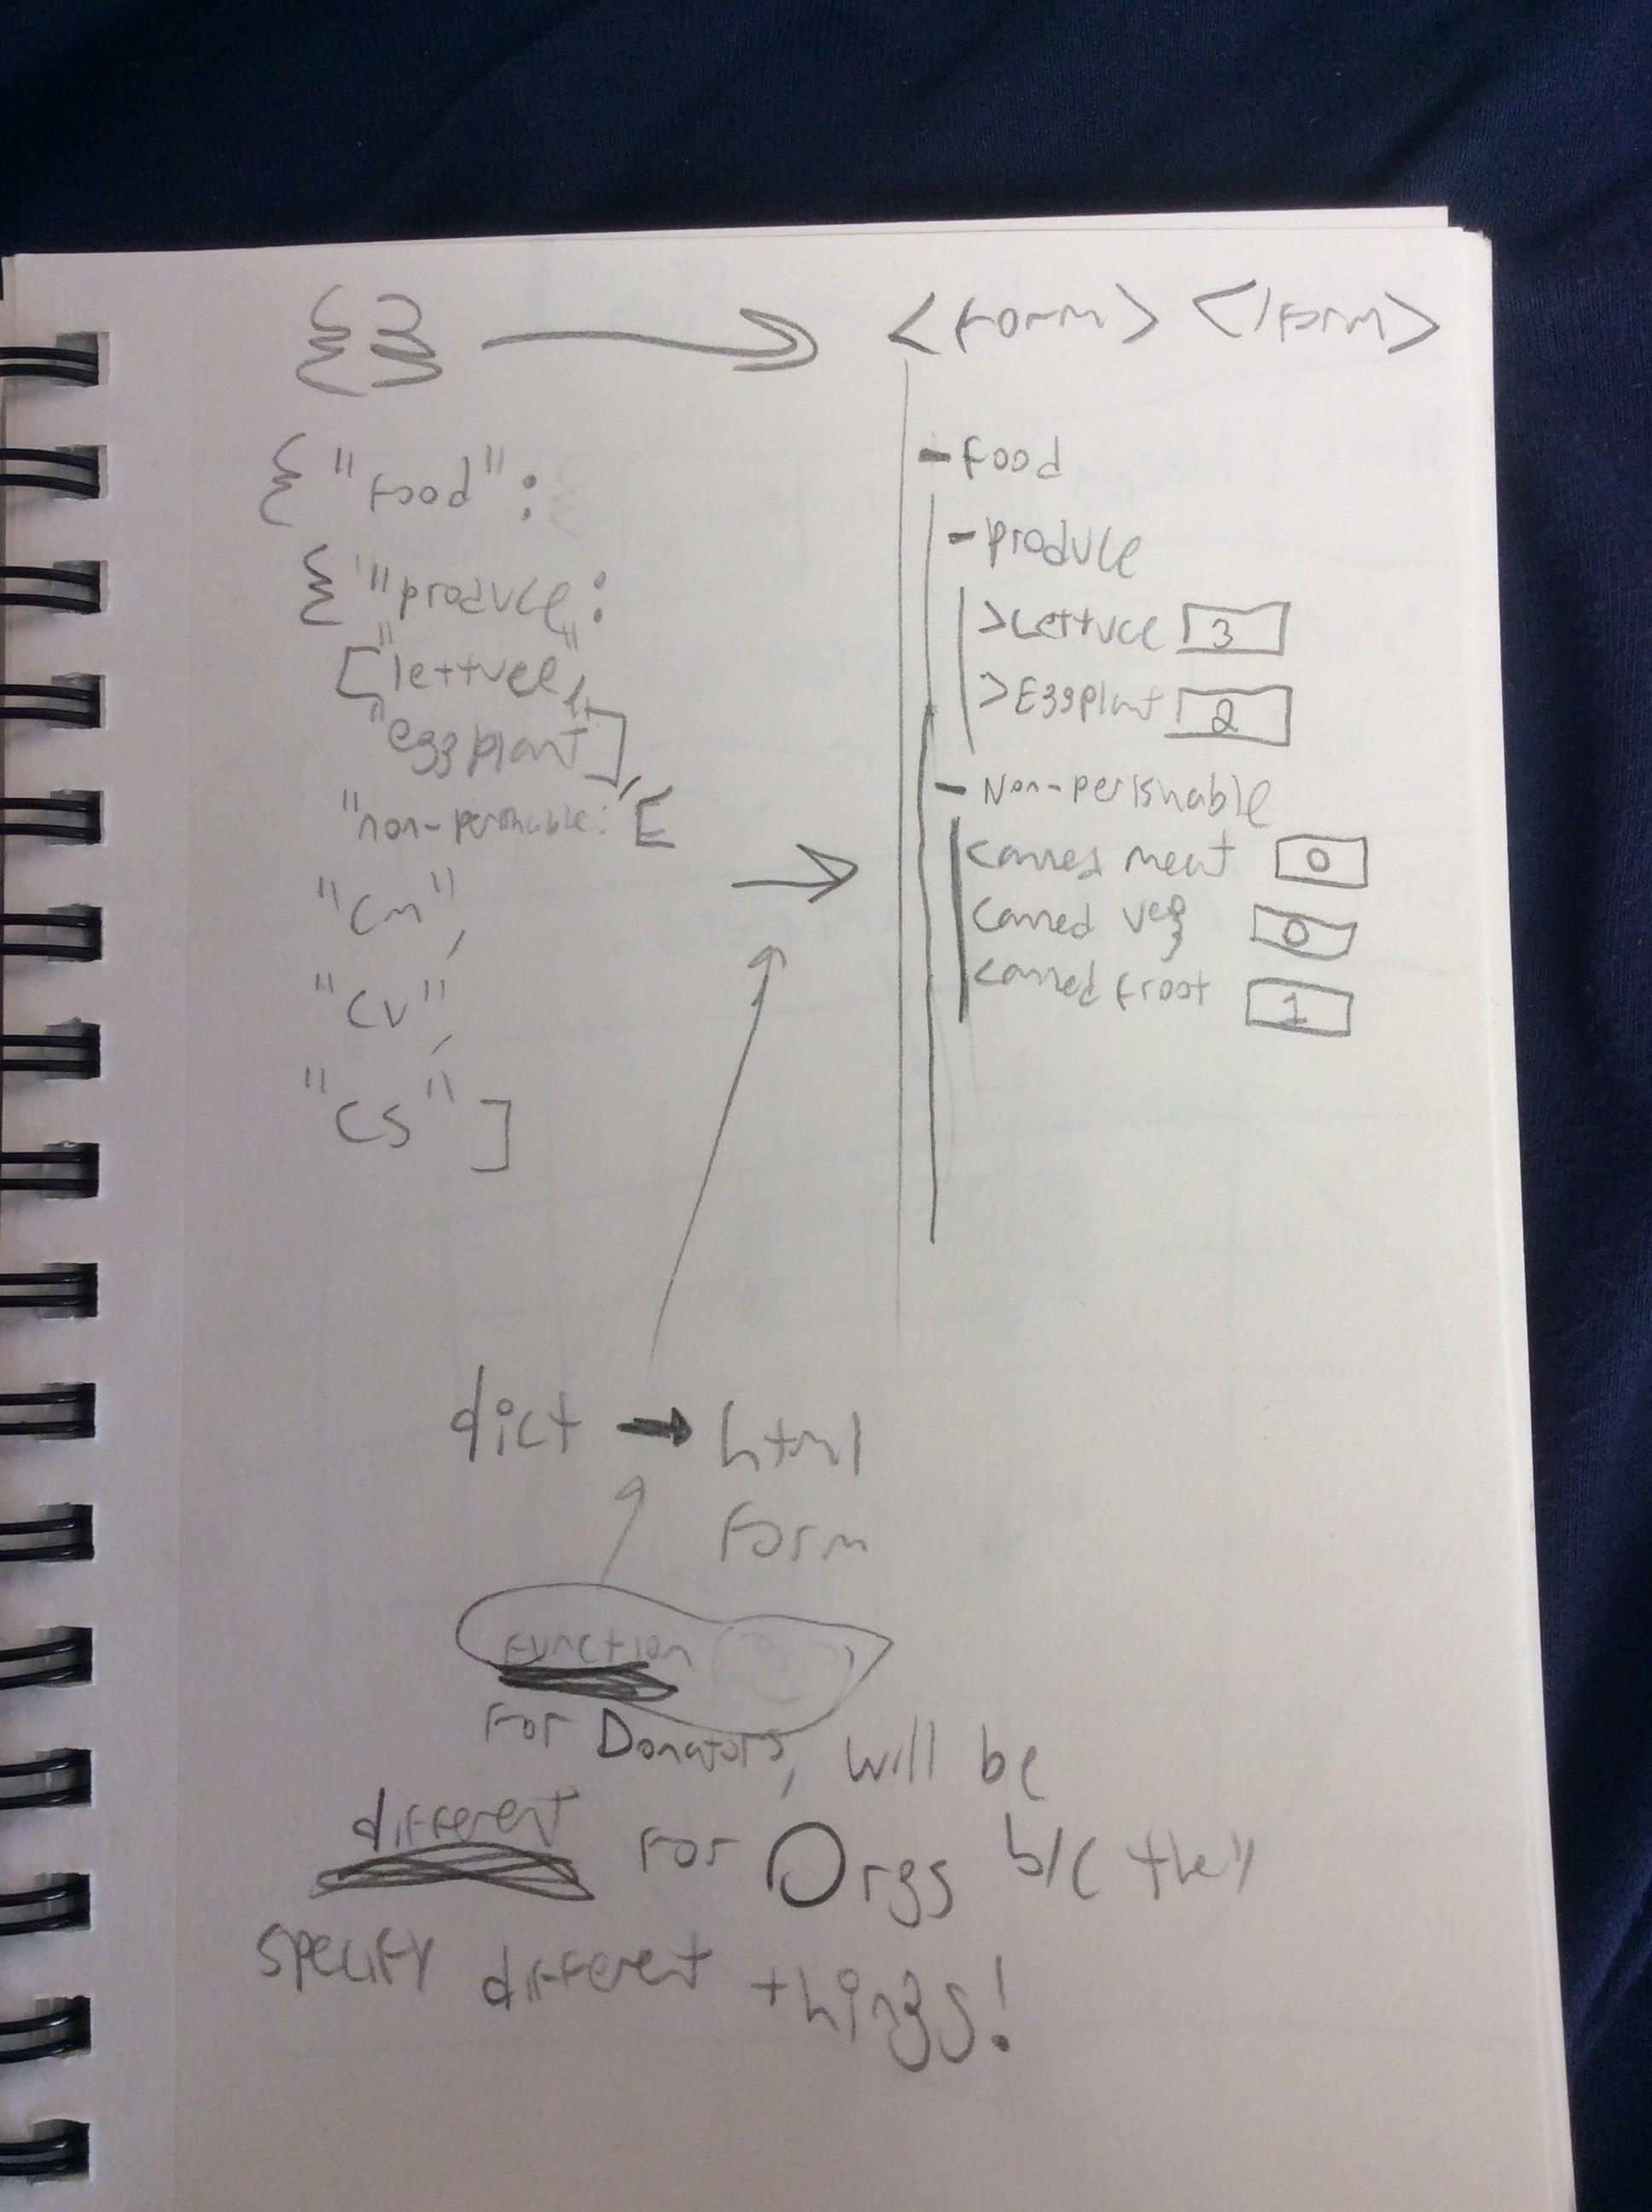 {} → <form> </form>
{ "food":
{ "produce":
["lettuce",
"eggplant"],
"non-perishable: [
"cm",
"cv",
"cs"]
- food
- produce
>Lettuce 3
>Eggplant 2
- Non-perishable
canned meat 0
canned veg 0
canned froot 1
dict → html
form
function
for Donators, will be
different for Orgs b/c they
specify different things!